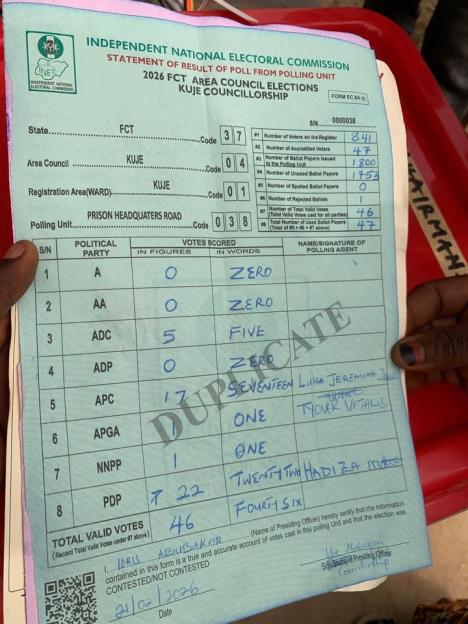 INDEPENDENT NATIONAL ELECTORAL COMMISSION
STATEMENT OF RESULT OF POLL FROM POLLING UNIT
2026 FCT AREA COUNCIL ELECTIONS
KUJE COUNCILLORSHIP
FORM EC 8A (I)
INEC
INDEPENDENT NATIONAL ELECTORAL COMMISSION
S/N 0000038
State FCT Code 3 7
Area Council KUJE Code 0 4
Registration Area(WARD) KUJE Code 0 1
Polling Unit PRISON HEADQUATERS ROAD Code 0 3 8
#1 Number of Voters on the Register 841
#2 Number of Accredited Voters 47
#3 Number of Ballot Papers Issued to the Polling Unit 1800
#4 Number of Unused Ballot Papers 1753
#5 Number of Spoiled Ballot Papers 0
#6 Number of Rejected Ballots 1
#7 Number of Total Valid Votes (Total Valid Votes cast for all parties) 46
#8 Total Number of Used Ballot Papers (Total of #5 + #6 + #7 above) 47
S/N POLITICAL PARTY VOTES SCORED NAME/SIGNATURE OF POLLING AGENT
IN FIGURES IN WORDS
1 A 0 ZERO
2 AA 0 ZERO
3 ADC 5 FIVE
4 ADP 0 ZERO
5 APC 17 SEVENTEEN LUKA JEREMIAH
6 APGA 1 ONE TYOUR VITALIS
7 NNPP 1 ONE
8 PDP 22 TWENTY TWO HADIZA
TOTAL VALID VOTES 46 FOURTY SIX
(Record Total Valid Votes under #7 above)
DUPLICATE
I, IDRIS ABUBAKAR (Name of Presiding Officer) hereby certify that the information
contained in this form is a true and accurate account of votes cast in this polling Unit and that the election was
CONTESTED/NOT CONTESTED
21/02/2026
Date
Presiding Officer
Councillorship
CHAIRMAN